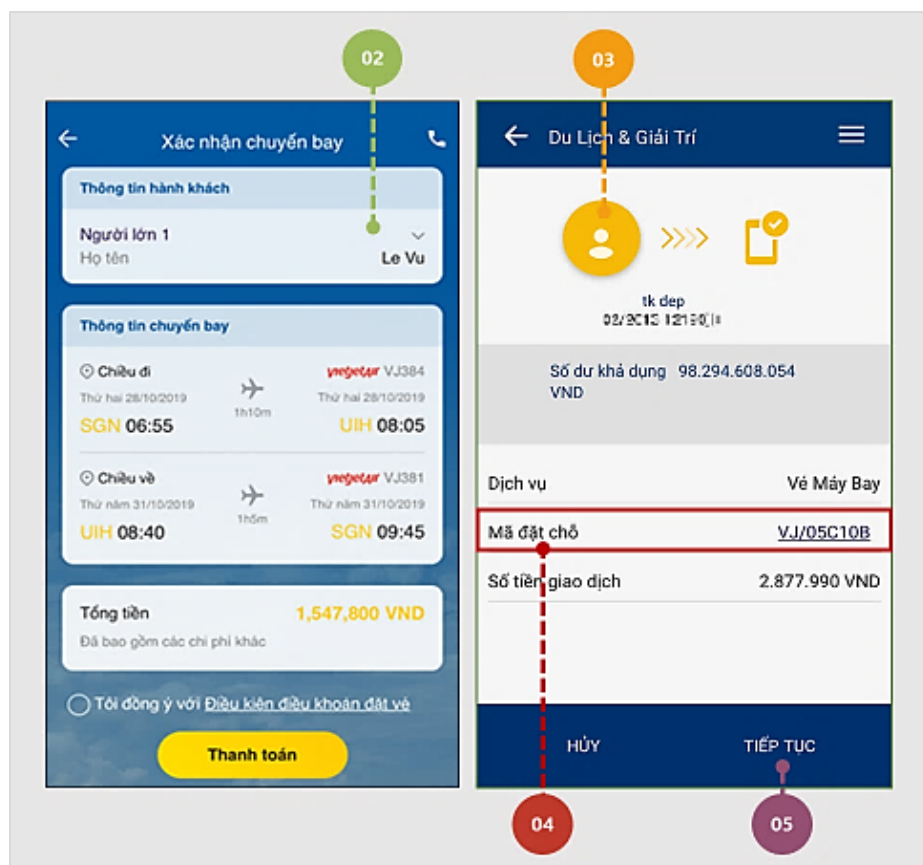 02
03
Xác nhận chuyến bay
Thông tin hành khách
Người lớn 1
Họ tên
Le Vu
Thông tin chuyến bay
Chiều đi
vietjetair VJ384
Thứ hai 28/10/2019
1h10m
Thứ hai 28/10/2019
SGN 06:55
UIH 08:05
Chiều về
vietjetair VJ381
Thứ năm 31/10/2019
1h5m
Thứ năm 31/10/2019
UIH 08:40
SGN 09:45
Tổng tiền
1,547,800 VND
Đã bao gồm các chi phí khác
Tôi đồng ý với Điều kiện điều khoản đặt vé
Thanh toán
Du Lịch & Giải Trí
tk dep
Số dư khả dụng 98.294.608.054
VND
Dịch vụ
Vé Máy Bay
Mã đặt chỗ
VJ/05C10B
Số tiền giao dịch
2.877.990 VND
HỦY
TIẾP TỤC
04
05